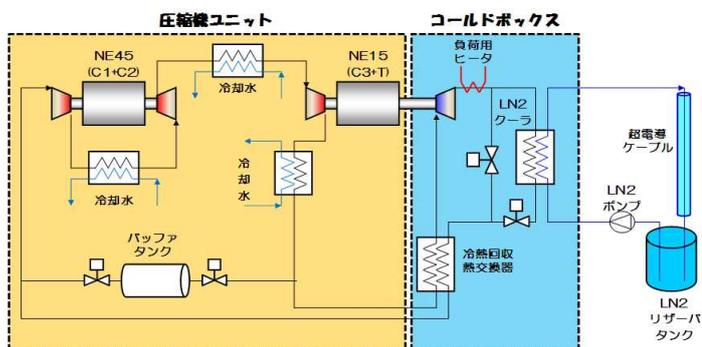 圧縮機ユニット
コールドボックス
NE45
(C1+C2)
冷却水
NE15
(C3+T)
負荷用
ヒータ
LN2
クーラ
超電導
ケーブル
冷却水
冷
却
水
LN2
ポンプ
バッファ
タンク
冷熱回収
熱交換器
LN2
リザーバ
タンク